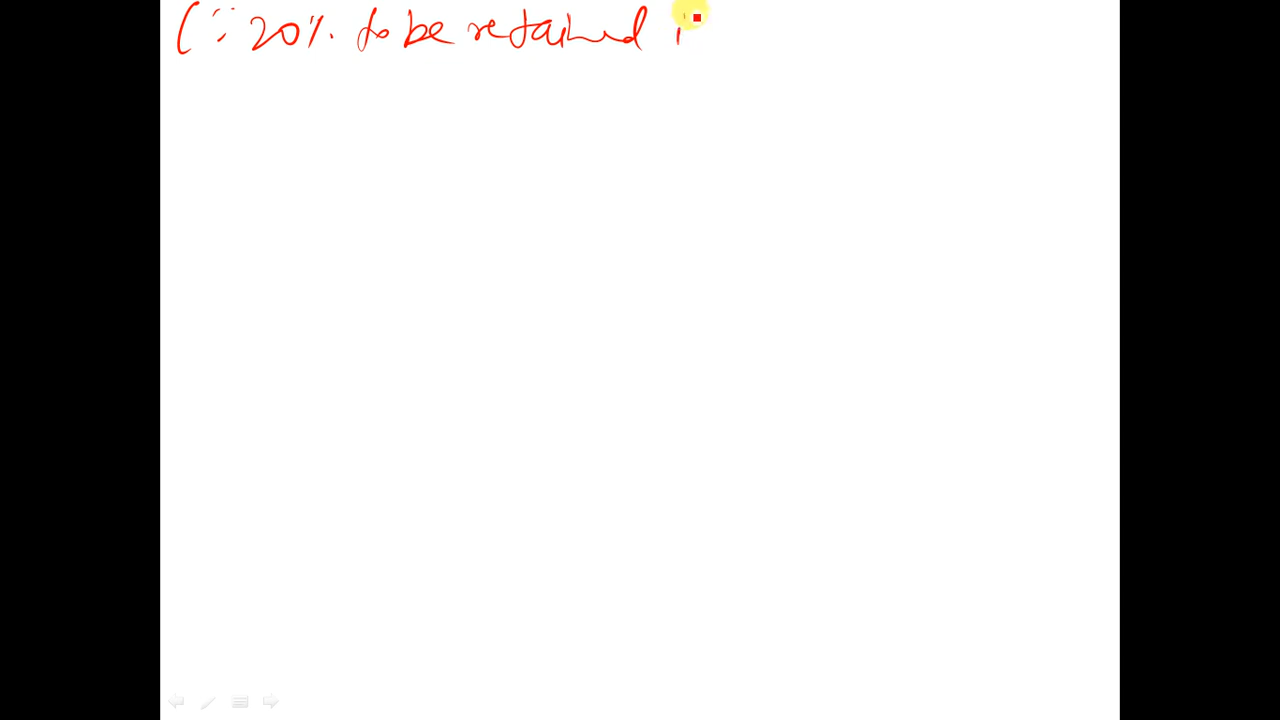 (∵ 20% to be retained i